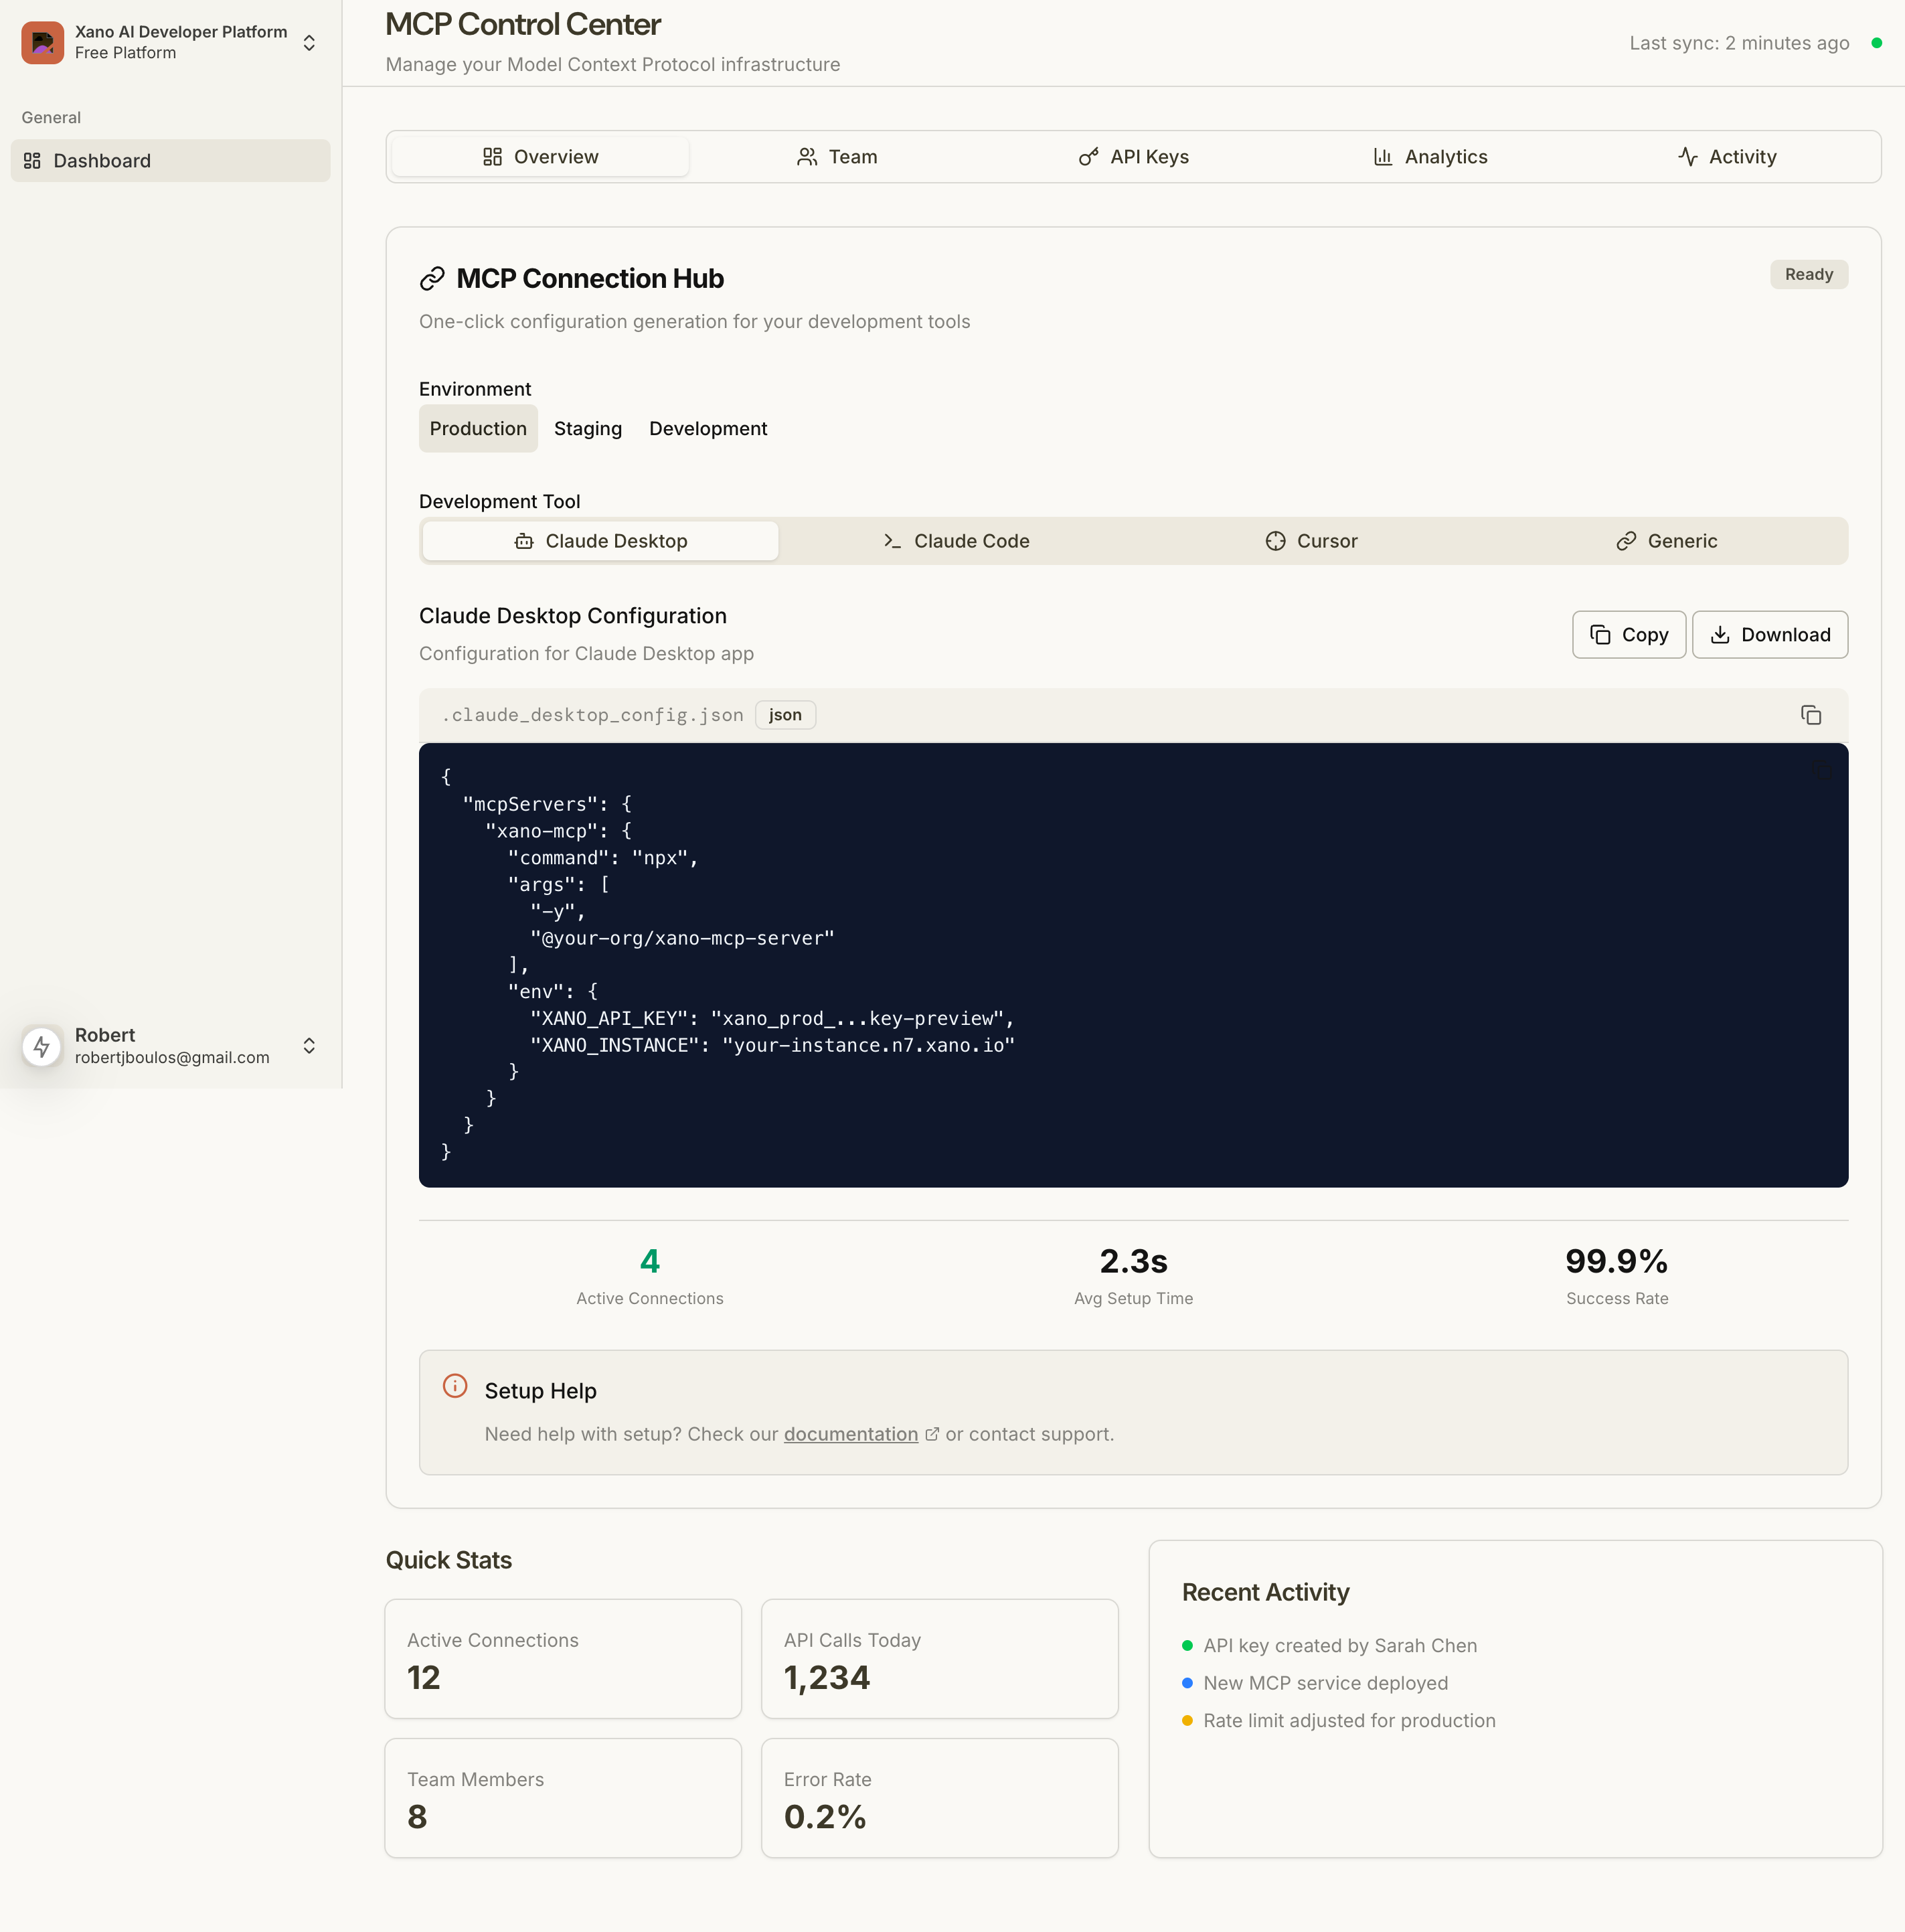 Xano AI Developer Platform
Free Platform
General
Dashboard
Robert
robertjboulos@gmail.com
MCP Control Center
Manage your Model Context Protocol infrastructure
Last sync: 2 minutes ago
Overview
Team
API Keys
Analytics
Activity
MCP Connection Hub
Ready
One-click configuration generation for your development tools
Environment
Production
Staging
Development
Development Tool
Claude Desktop
Claude Code
Cursor
Generic
Claude Desktop Configuration
Configuration for Claude Desktop app
Copy
Download
.claude_desktop_config.json
json
{
  "mcpServers": {
    "xano-mcp": {
      "command": "npx",
      "args": [
        "-y",
        "@your-org/xano-mcp-server"
      ],
      "env": {
        "XANO_API_KEY": "xano_prod_...key-preview",
        "XANO_INSTANCE": "your-instance.n7.xano.io"
      }
    }
  }
}
4
Active Connections
2.3s
Avg Setup Time
99.9%
Success Rate
Setup Help
Need help with setup? Check our documentation or contact support.
Quick Stats
Active Connections
12
API Calls Today
1,234
Team Members
8
Error Rate
0.2%
Recent Activity
API key created by Sarah Chen
New MCP service deployed
Rate limit adjusted for production